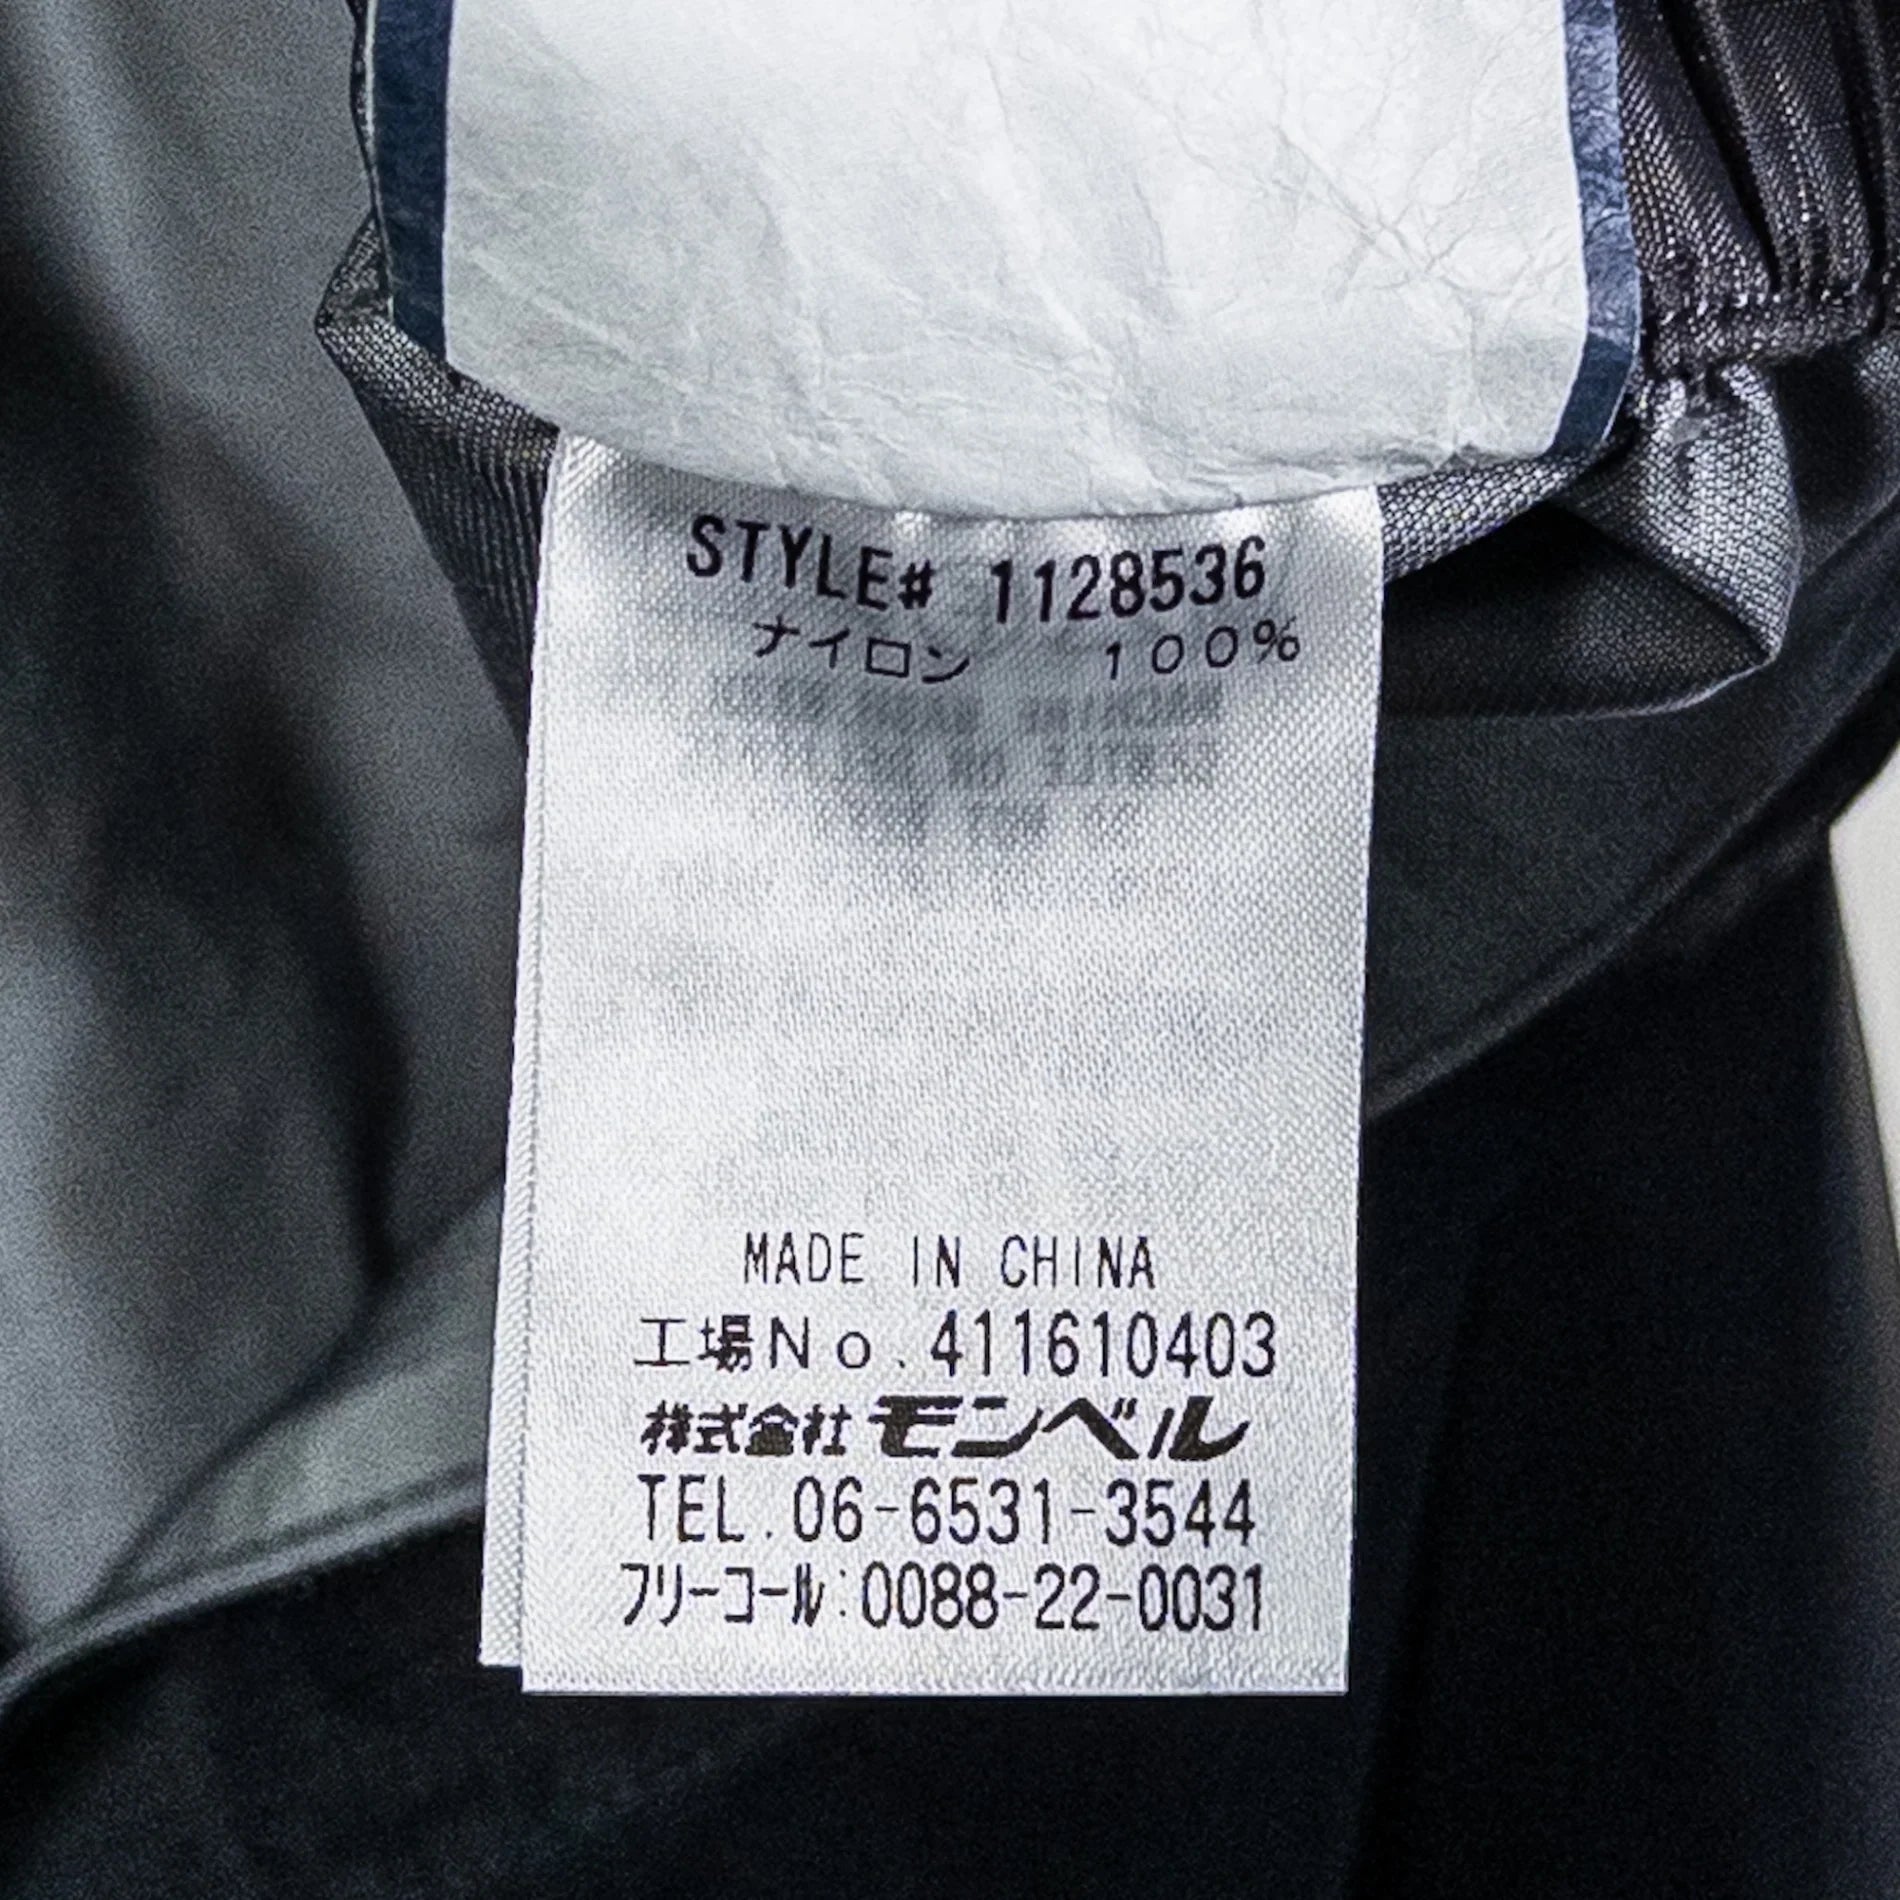 STYLE# 1128536
ナイロン 100%
MADE IN CHINA
工場No.411610403
株式会社モンベル
TEL.06-6531-3544
フリーコール:0088-22-0031